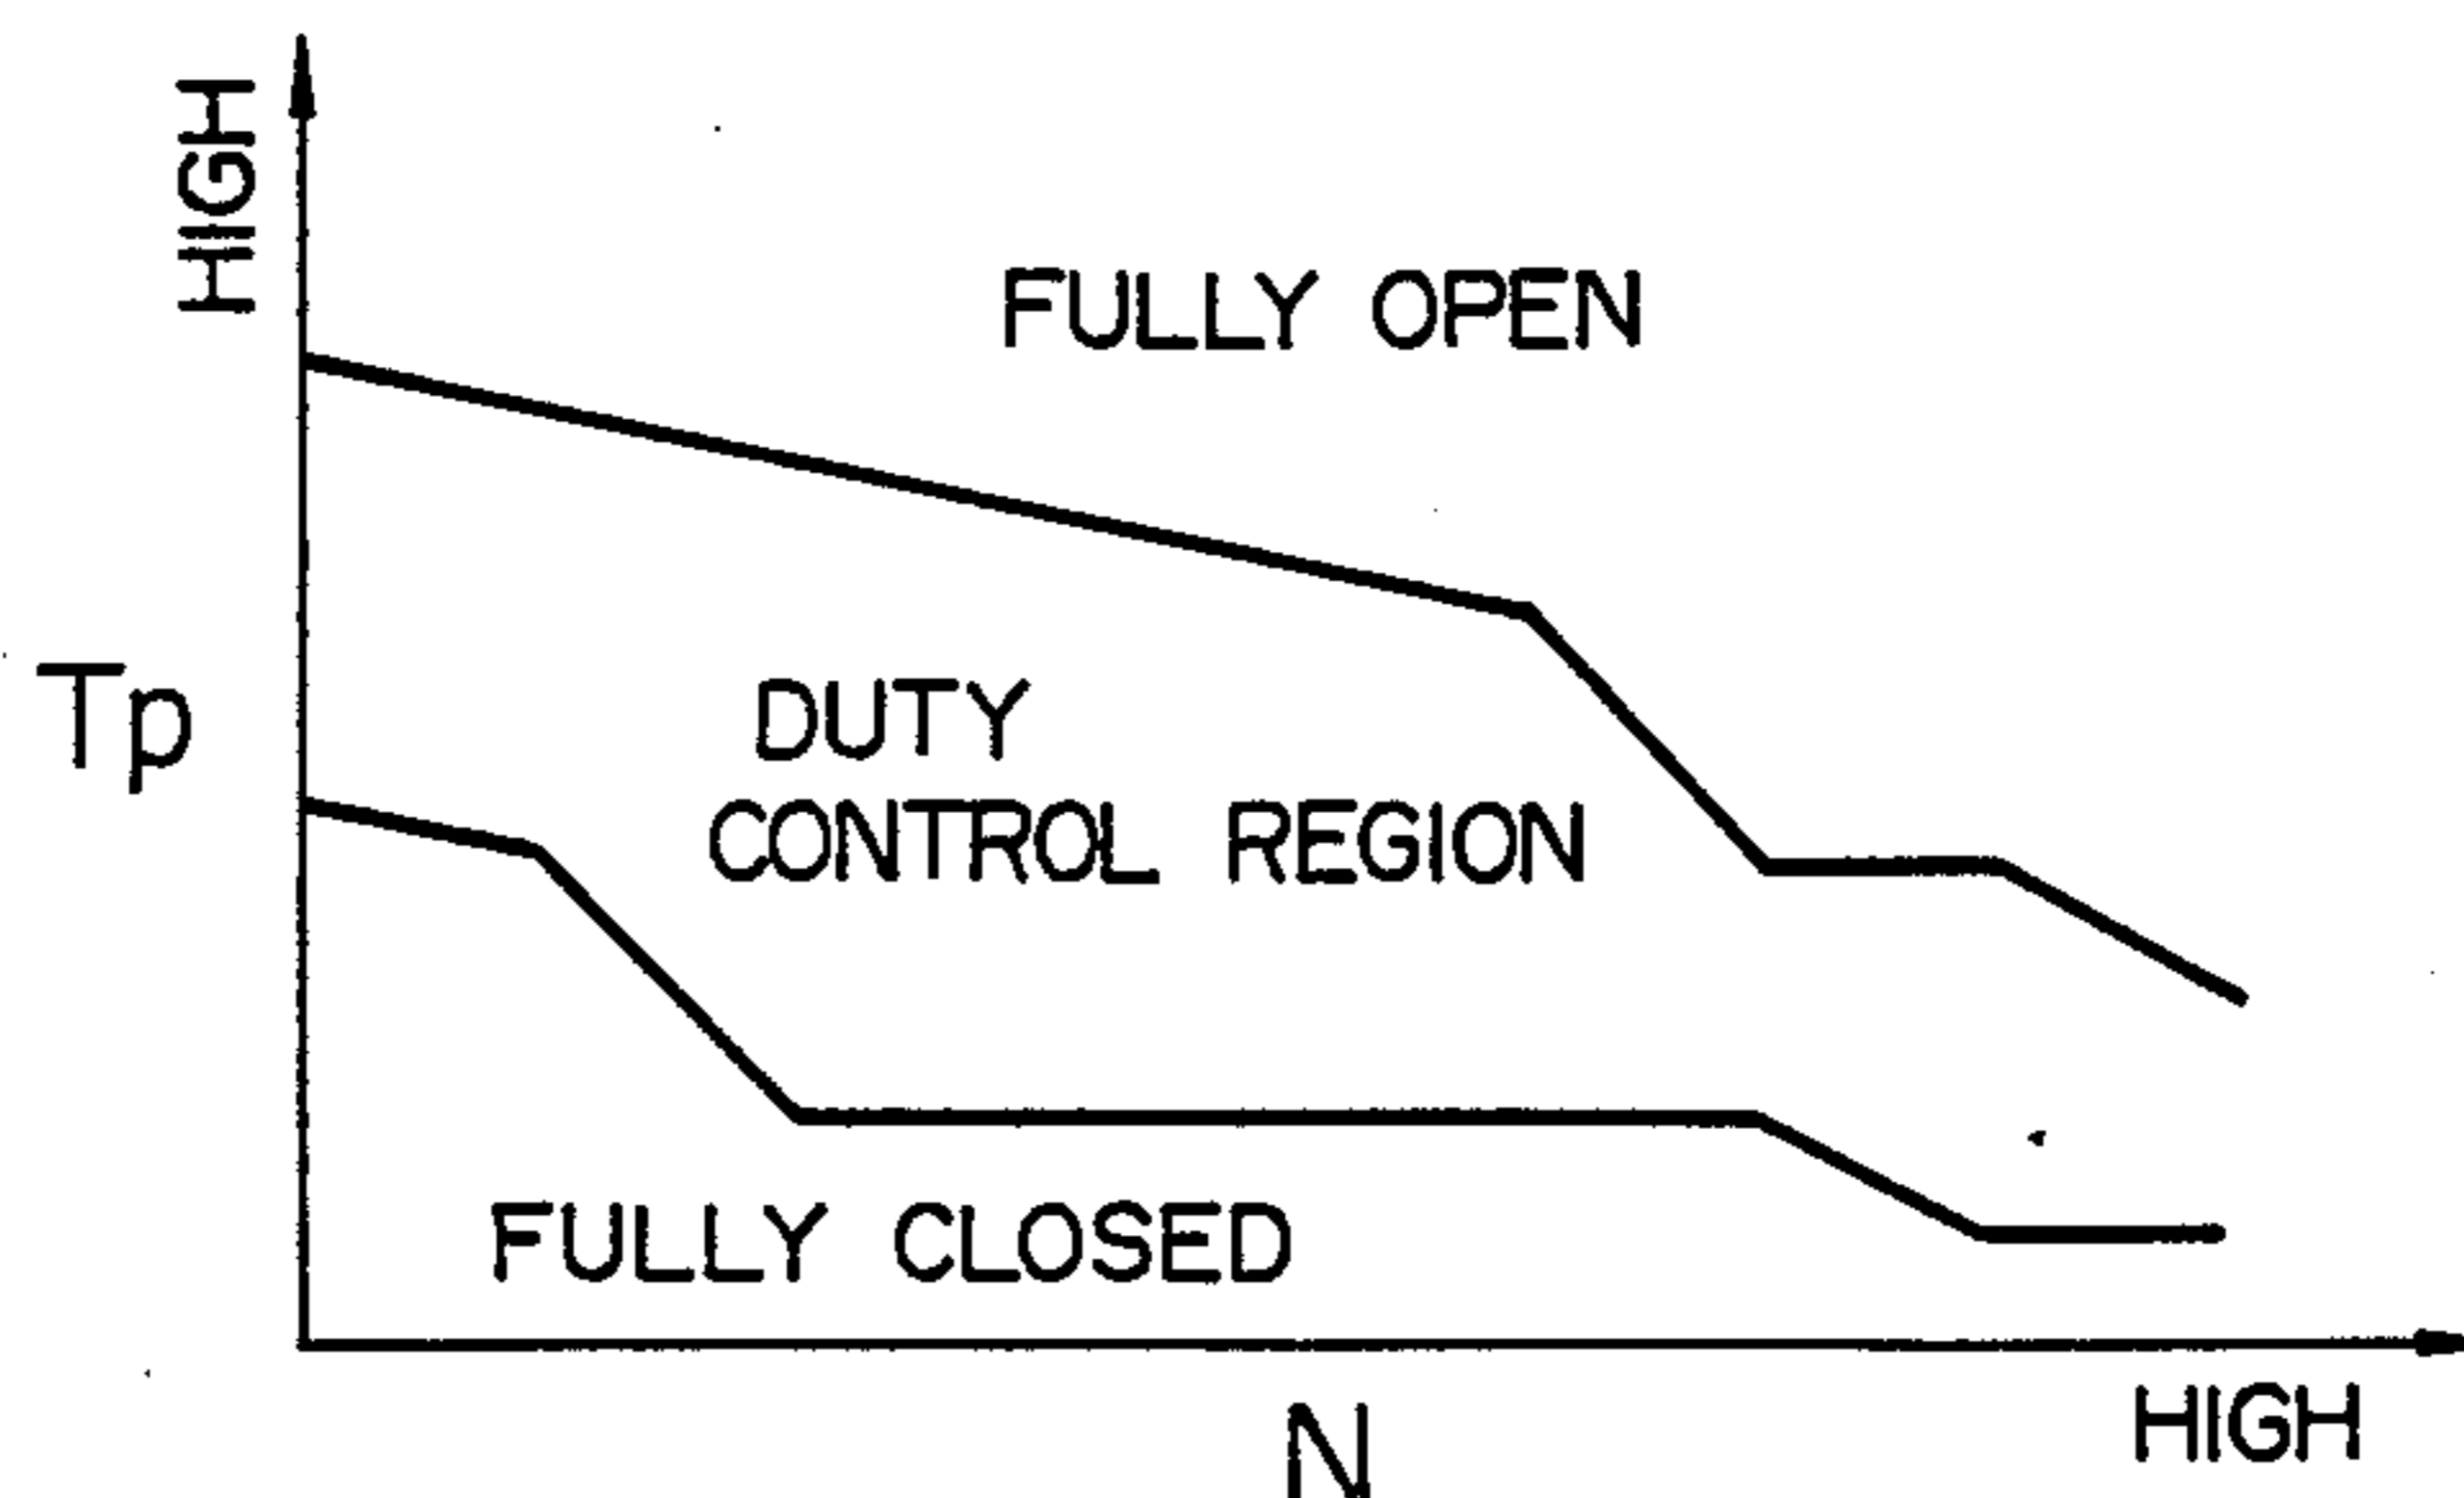 HIGH
FULLY OPEN
Tp
DUTY
CONTROL REGION
FULLY CLOSED
HIGH
N